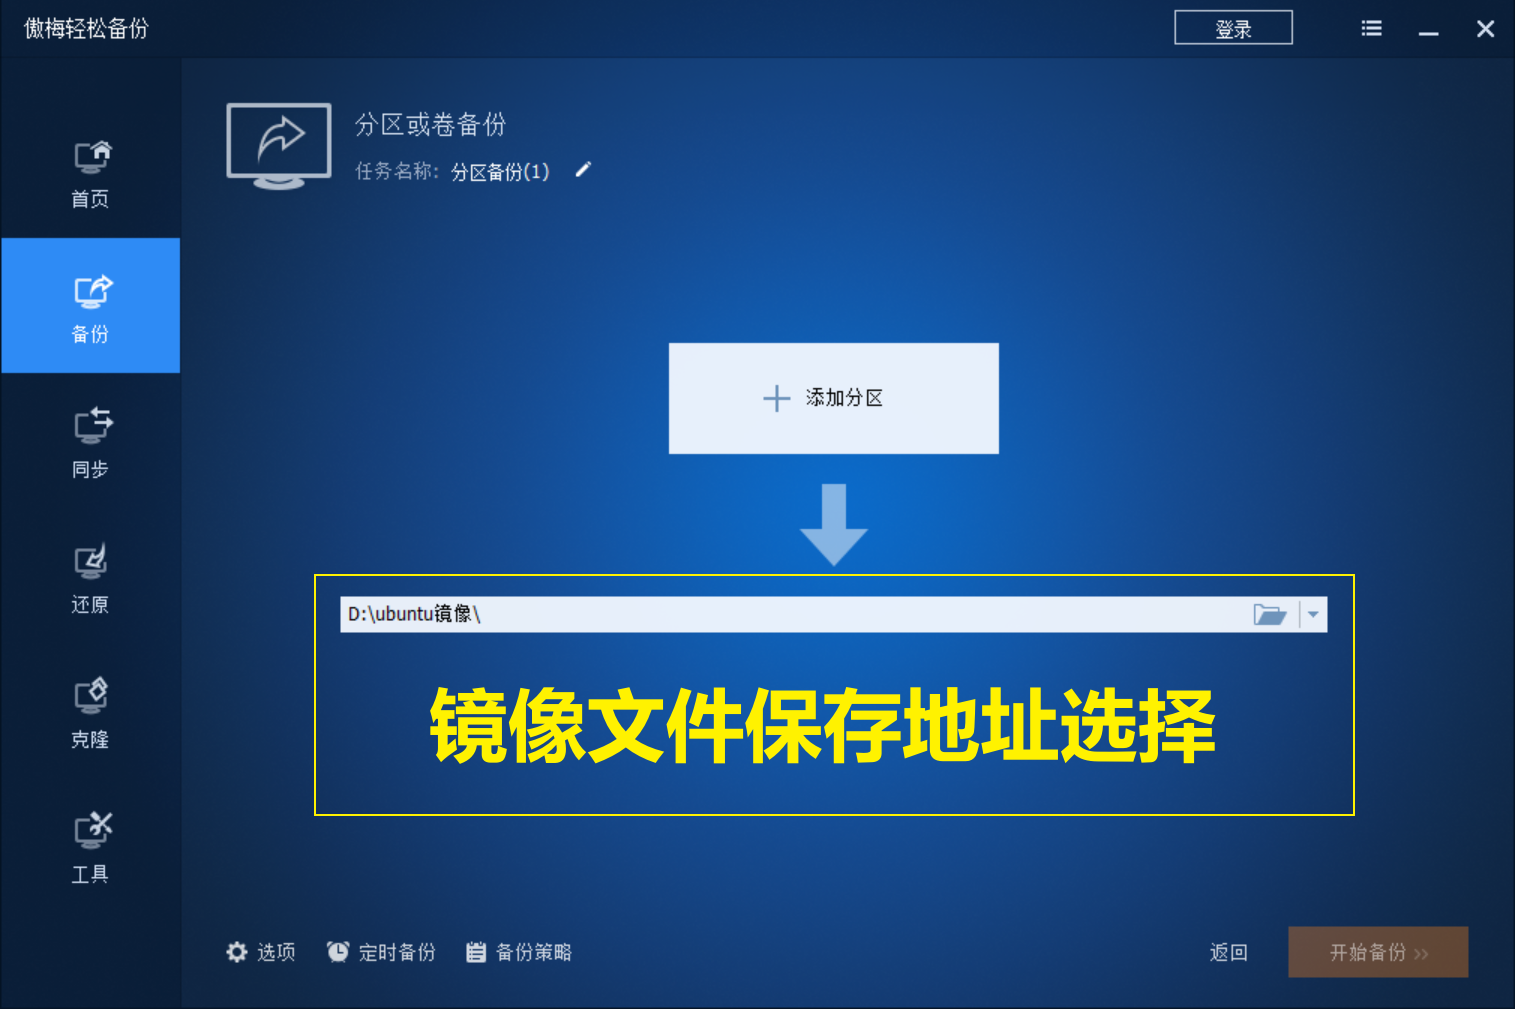 傲梅轻松备份
登录
首页
备份
同步
还原
克隆
工具
分区或卷备份
任务名称: 分区备份(1)
添加分区
D:\ubuntu镜像\
镜像文件保存地址选择
选项 定时备份 备份策略
返回 开始备份 »